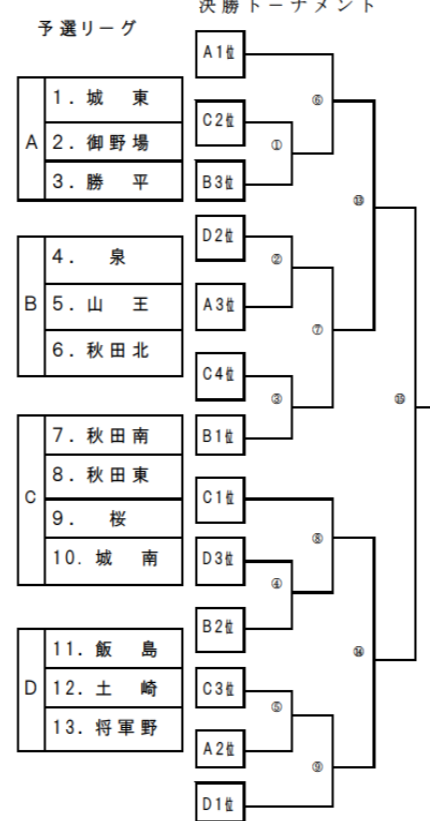 決勝トーナメント
予選リーグ
A
1. 城 東
2. 御野場
3. 勝 平
B
4. 泉
5. 山 王
6. 秋田北
C
7. 秋田南
8. 秋田東
9. 桜
10. 城 南
D
11. 飯 島
12. 土 崎
13. 将軍野
A1位
C2位
B3位
D2位
A3位
C4位
B1位
C1位
D3位
B2位
C3位
A2位
D1位
①
②
③
④
⑤
⑥
⑦
⑧
⑨
⑬
⑭
⑮